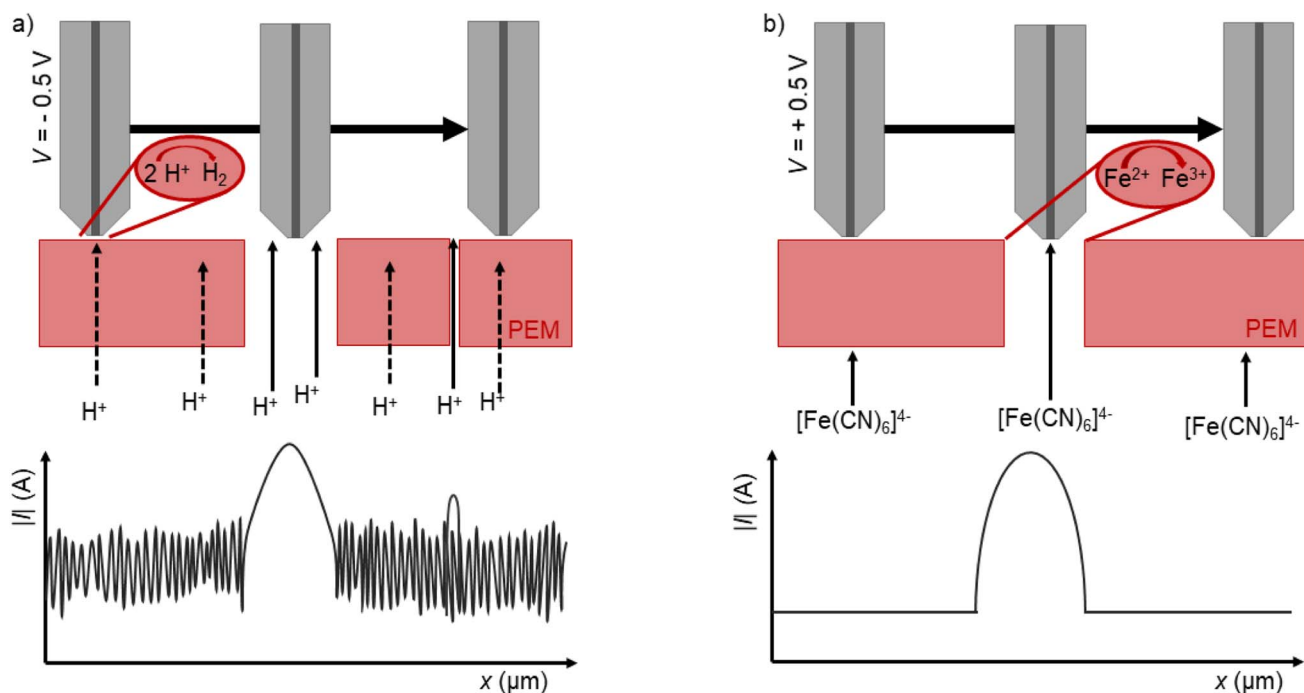 a)
V = - 0.5 V
2 H⁺ H₂
PEM
H⁺ H⁺ H⁺ H⁺ H⁺ H⁺ H⁺
|I| (A)
x (µm)
b)
V = + 0.5 V
Fe²⁺ Fe³⁺
PEM
[Fe(CN)₆]⁴⁻ [Fe(CN)₆]⁴⁻ [Fe(CN)₆]⁴⁻
|I| (A)
x (µm)